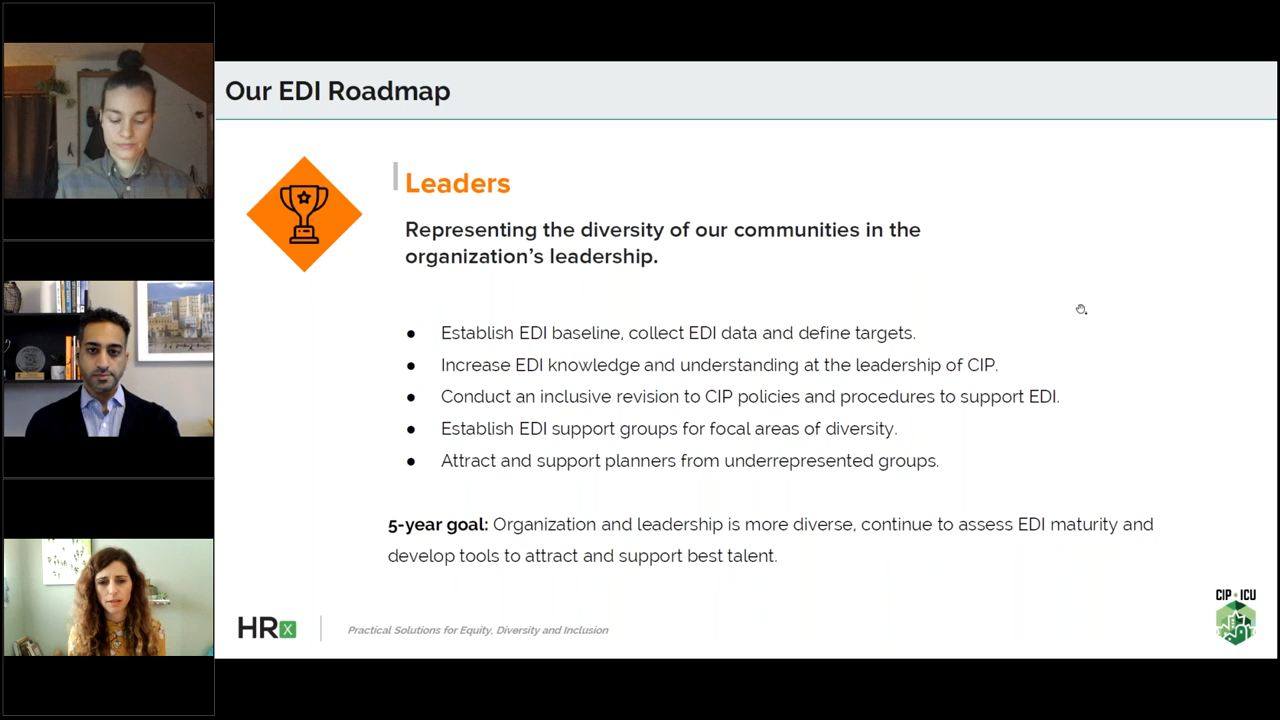 Our EDI Roadmap
Leaders
Representing the diversity of our communities in the
organization’s leadership.
● Establish EDI baseline, collect EDI data and define targets.
● Increase EDI knowledge and understanding at the leadership of CIP.
● Conduct an inclusive revision to CIP policies and procedures to support EDI.
● Establish EDI support groups for focal areas of diversity.
● Attract and support planners from underrepresented groups.
5-year goal: Organization and leadership is more diverse, continue to assess EDI maturity and
develop tools to attract and support best talent.
HRX
Practical Solutions for Equity, Diversity and Inclusion
CIP·ICU